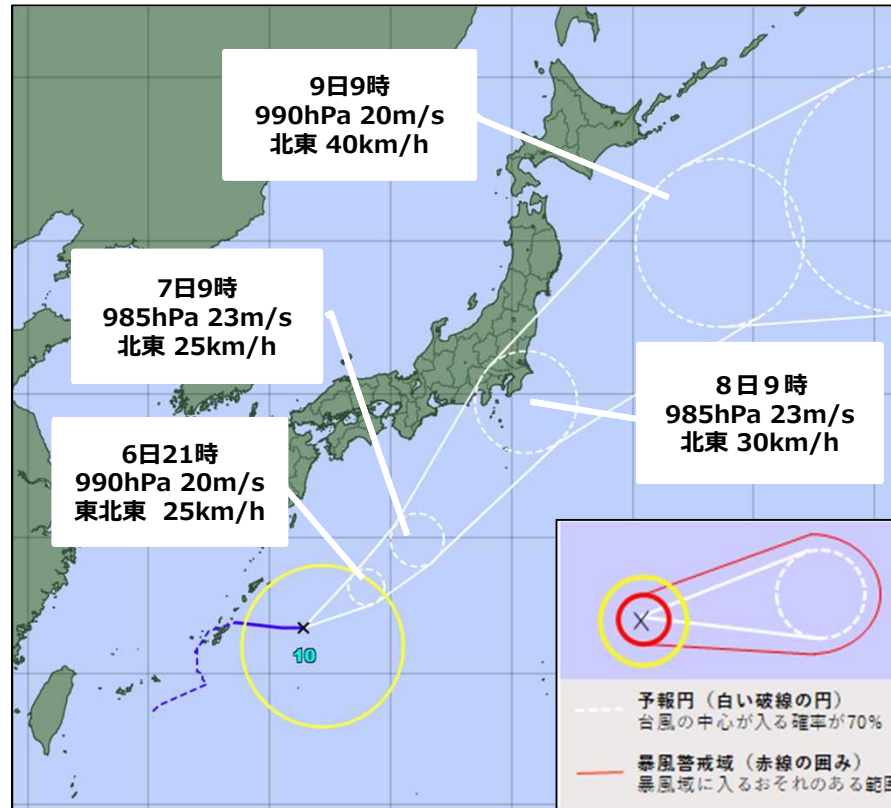 9日9時
990hPa 20m/s
北東 40km/h
7日9時
985hPa 23m/s
北東 25km/h
8日9時
985hPa 23m/s
北東 30km/h
6日21時
990hPa 20m/s
東北東 25km/h
10
予報円（白い破線の円）
台風の中心が入る確率が70%
暴風警戒域（赤線の囲み）
暴風域に入るおそれのある範囲